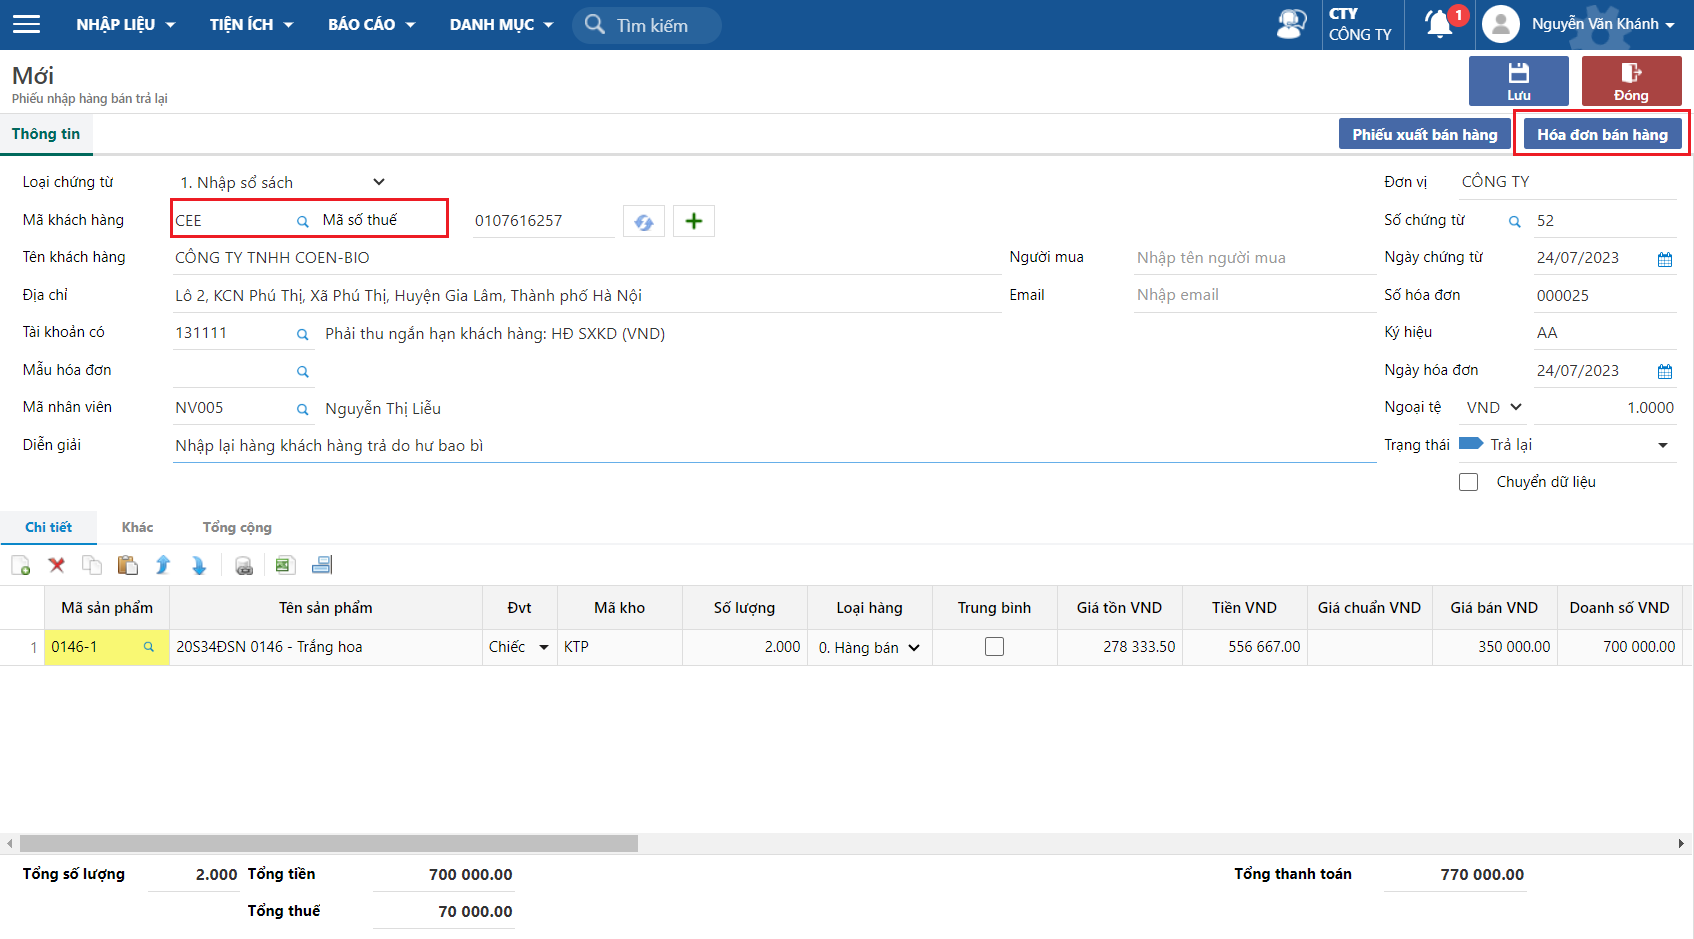 NHẬP LIỆU TIỆN ÍCH BÁO CÁO DANH MỤC Tìm kiếm CTY CÔNG TY 1 Nguyễn Văn Khánh
Mới
Phiếu nhập hàng bán trả lại
Lưu Đóng
Thông tin Phiếu xuất bán hàng Hóa đơn bán hàng
Loại chứng từ 1. Nhập sổ sách Đơn vị CÔNG TY
Mã khách hàng CEE Mã số thuế 0107616257 Số chứng từ 52
Tên khách hàng CÔNG TY TNHH COEN-BIO Người mua Nhập tên người mua Ngày chứng từ 24/07/2023
Địa chỉ Lô 2, KCN Phú Thị, Xã Phú Thị, Huyện Gia Lâm, Thành phố Hà Nội Email Nhập email Số hóa đơn 000025
Tài khoản có 131111 Phải thu ngắn hạn khách hàng: HĐ SXKD (VND) Ký hiệu AA
Mẫu hóa đơn Ngày hóa đơn 24/07/2023
Mã nhân viên NV005 Nguyễn Thị Liễu Ngoại tệ VND 1.0000
Diễn giải Nhập lại hàng khách hàng trả do hư bao bì Trạng thái Trả lại
Chuyển dữ liệu
Chi tiết Khác Tổng cộng
Mã sản phẩm Tên sản phẩm Đvt Mã kho Số lượng Loại hàng Trung bình Giá tồn VND Tiền VND Giá chuẩn VND Giá bán VND Doanh số VND
1 0146-1 20S34ĐSN 0146 - Trắng hoa Chiếc KTP 2.000 0. Hàng bán 278 333.50 556 667.00 350 000.00 700 000.00
Tổng số lượng 2.000 Tổng tiền 700 000.00 Tổng thanh toán 770 000.00
Tổng thuế 70 000.00